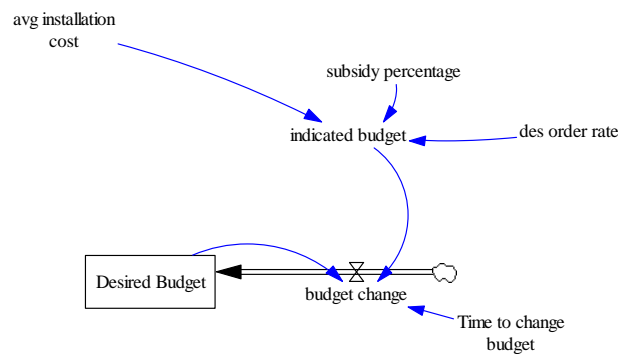 avg installation
cost
subsidy percentage
indicated budget
des order rate
Desired Budget
budget change
Time to change
budget